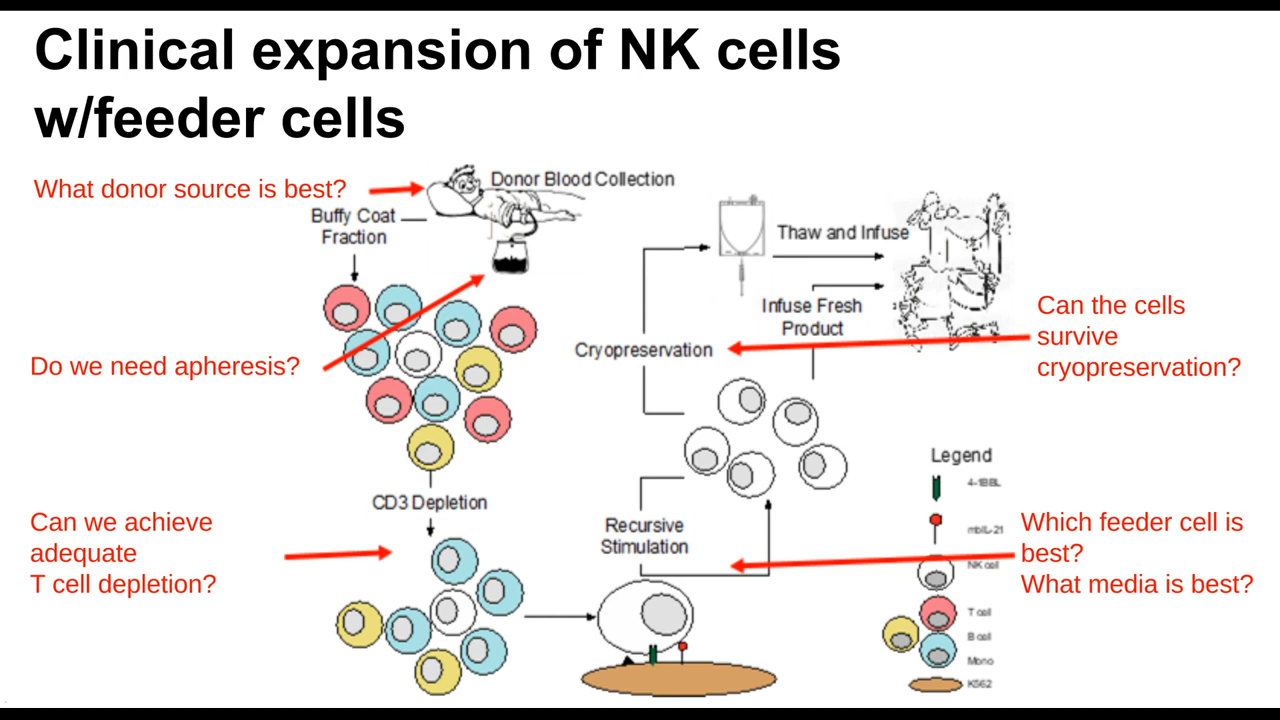 Clinical expansion of NK cells
w/feeder cells
What donor source is best?
Donor Blood Collection
Buffy Coat
Fraction
Thaw and Infuse
Infuse Fresh
Product
Can the cells
survive
cryopreservation?
Cryopreservation
Do we need apheresis?
Legend
4-1BBL
CD3 Depletion
Can we achieve
adequate
T cell depletion?
Recursive
Stimulation
mbIL-21
Which feeder cell is
best?
What media is best?
NK cell
T cell
B cell
Mono
K562